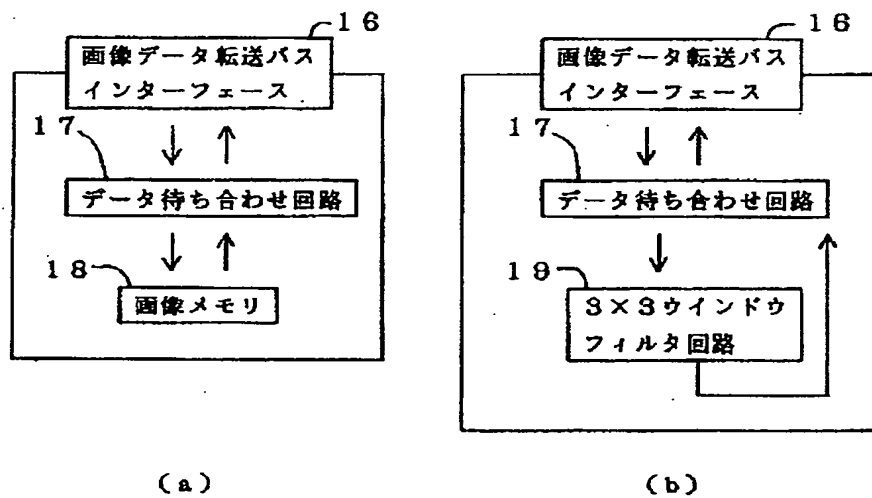 16
画像データ転送バス
インターフェース
17
データ待ち合わせ回路
18
画像メモリ
(a)
16
画像データ転送バス
インターフェース
17
データ待ち合わせ回路
19
3×3ウインドウ
フィルタ回路
(b)